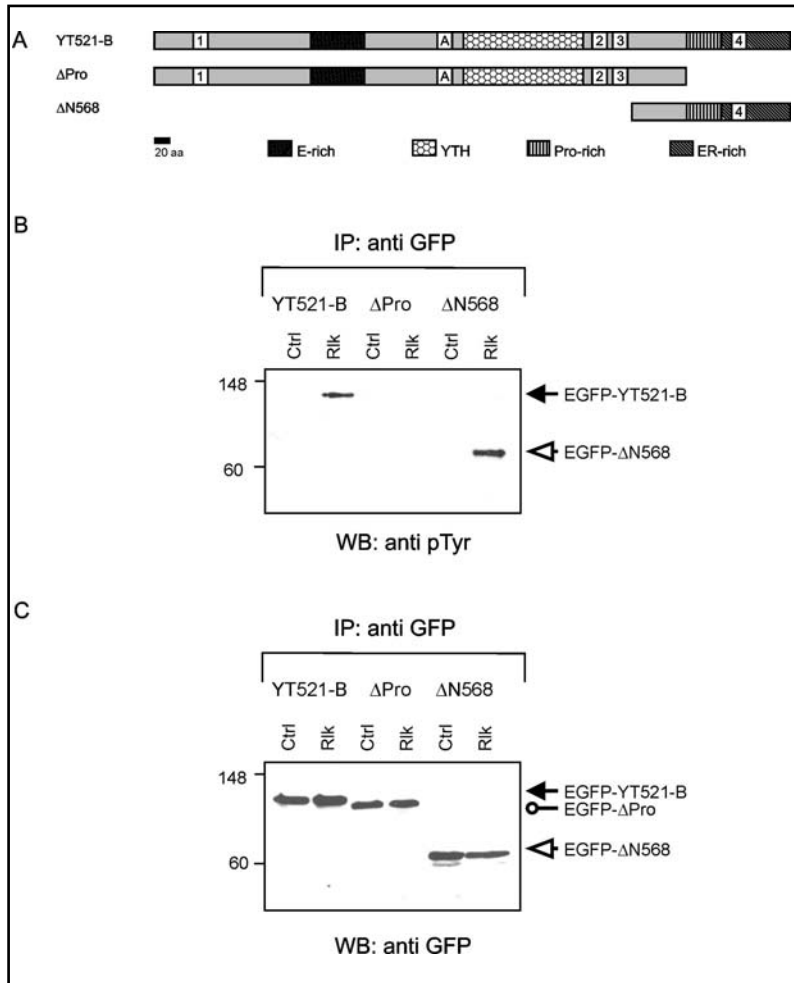 A
YT521-B
1 A 2 3 4
ΔPro
1 A 2 3
ΔN568
4
20 aa E-rich YTH Pro-rich ER-rich
B
IP: anti GFP
YT521-B ΔPro ΔN568
Ctrl Rlk Ctrl Rlk Ctrl Rlk
148
EGFP-YT521-B
EGFP-ΔN568
60
WB: anti pTyr
C
IP: anti GFP
YT521-B ΔPro ΔN568
Ctrl Rlk Ctrl Rlk Ctrl Rlk
148
EGFP-YT521-B
EGFP-ΔPro
EGFP-ΔN568
60
WB: anti GFP